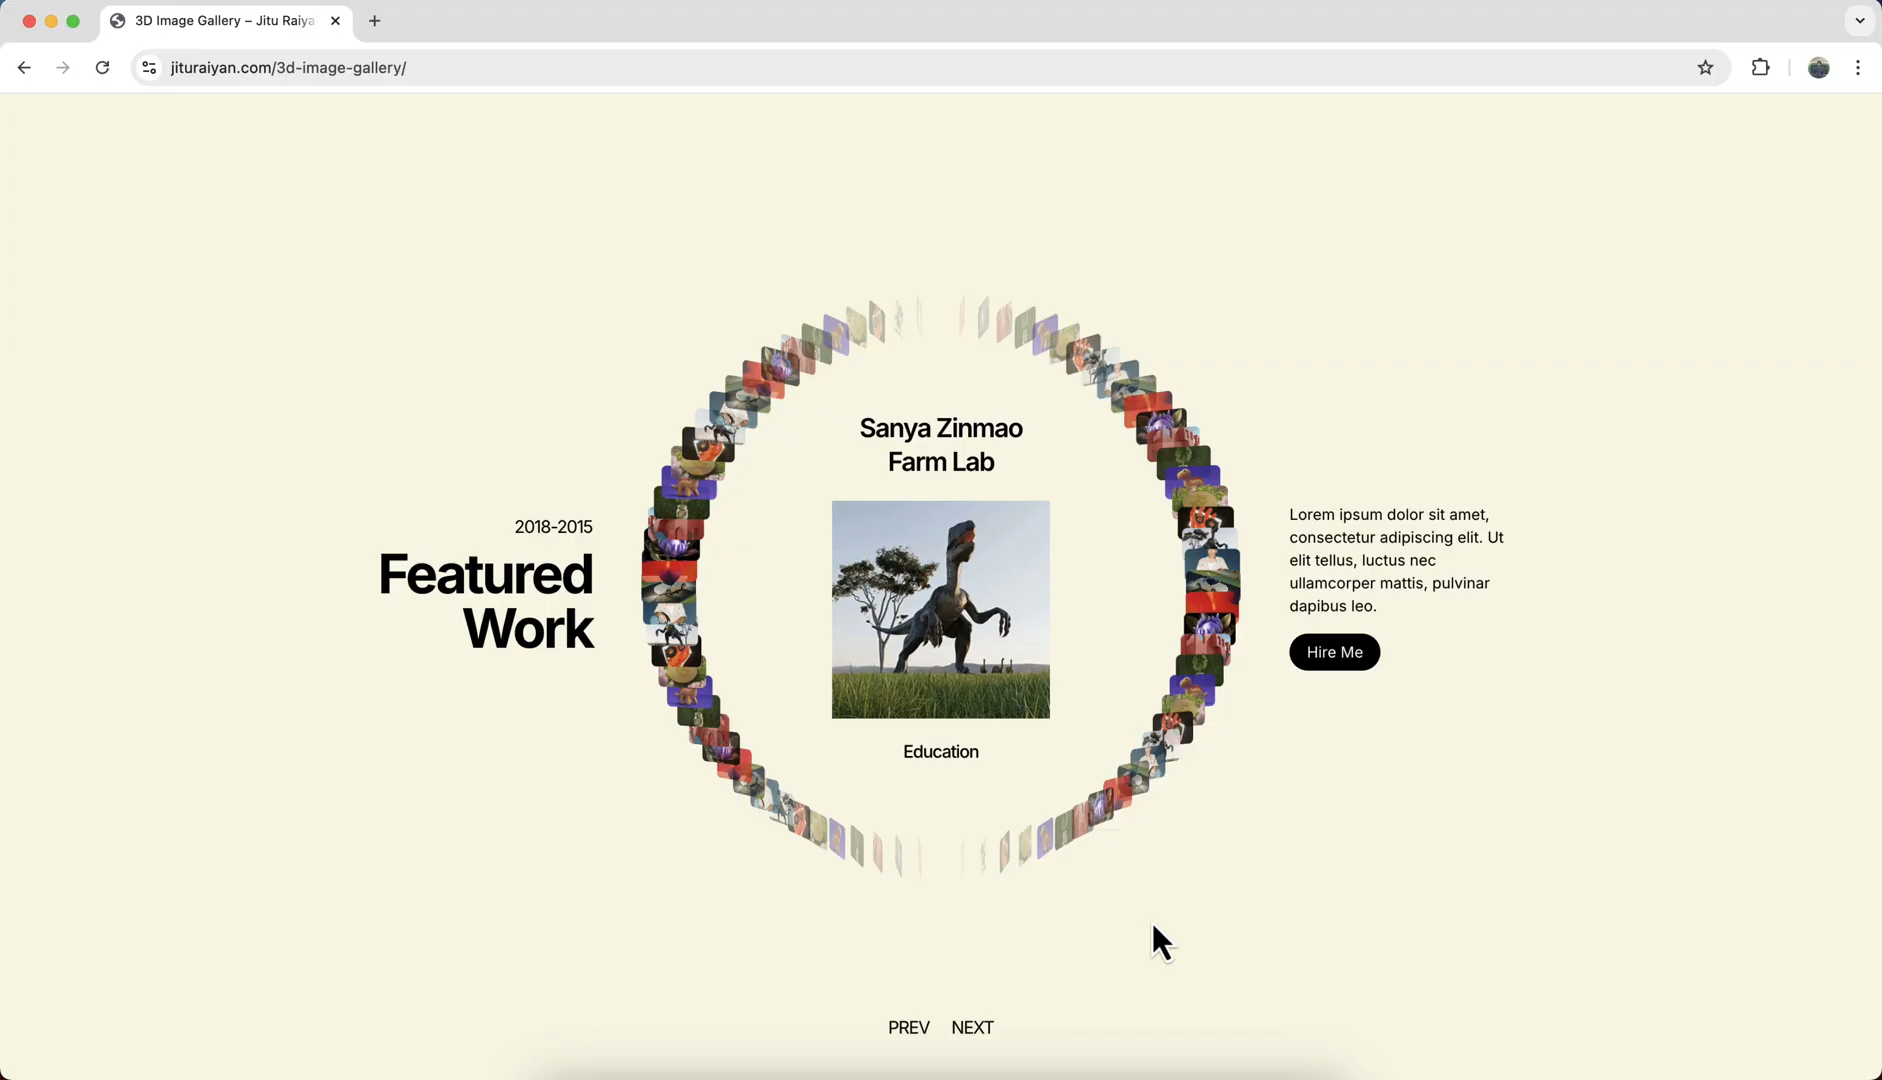 3D Image Gallery – Jitu Raiya
jituraiyan.com/3d-image-gallery/
Sanya Zinmao
Farm Lab
2018-2015
Featured
Work
Lorem ipsum dolor sit amet,
consectetur adipiscing elit. Ut
elit tellus, luctus nec
ullamcorper mattis, pulvinar
dapibus leo.
Hire Me
Education
PREV NEXT